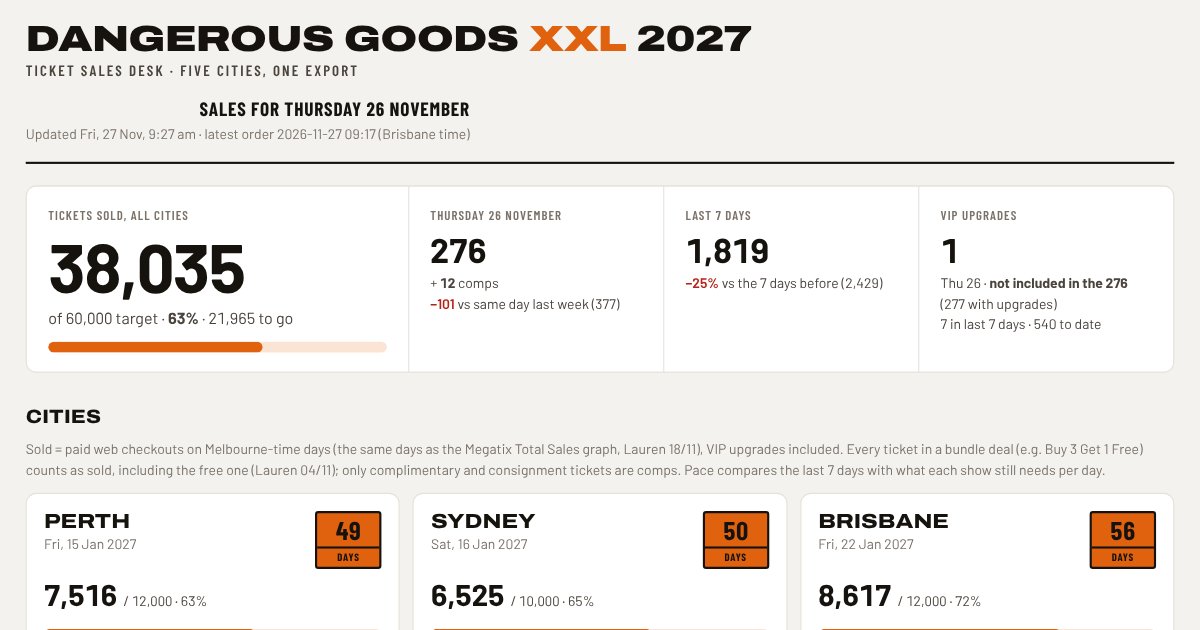 DANGEROUS GOODS XXL 2027
TICKET SALES DESK · FIVE CITIES, ONE EXPORT
SALES FOR THURSDAY 26 NOVEMBER
Updated Fri, 27 Nov, 9:27 am · latest order 2026-11-27 09:17 (Brisbane time)
TICKETS SOLD, ALL CITIES
38,035
of 60,000 target · 63% · 21,965 to go
THURSDAY 26 NOVEMBER
276
+ 12 comps
−101 vs same day last week (377)
LAST 7 DAYS
1,819
−25% vs the 7 days before (2,429)
VIP UPGRADES
1
Thu 26 · not included in the 276
(277 with upgrades)
7 in last 7 days · 540 to date
CITIES
Sold = paid web checkouts on Melbourne-time days (the same days as the Megatix Total Sales graph, Lauren 18/11), VIP upgrades included. Every ticket in a bundle deal (e.g. Buy 3 Get 1 Free)
counts as sold, including the free one (Lauren 04/11); only complimentary and consignment tickets are comps. Pace compares the last 7 days with what each show still needs per day.
PERTH
Fri, 15 Jan 2027
49
DAYS
7,516 / 12,000 · 63%
SYDNEY
Sat, 16 Jan 2027
50
DAYS
6,525 / 10,000 · 65%
BRISBANE
Fri, 22 Jan 2027
56
DAYS
8,617 / 12,000 · 72%